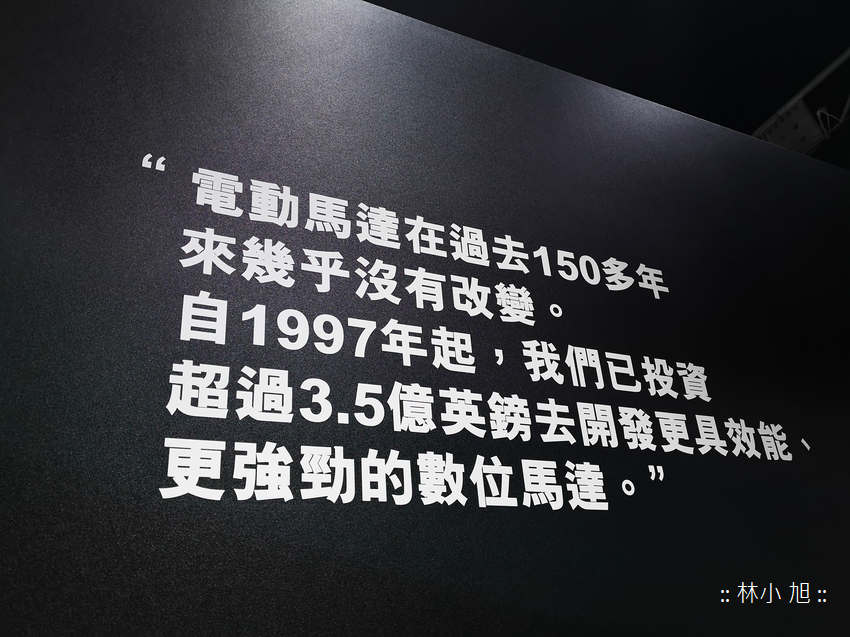 “電動馬達在過去150多年
來幾乎沒有改變。
自1997年起，我們已投資
超過3.5億英鎊去開發更具效能、
更強勁的數位馬達。”
:: 林小旭 ::